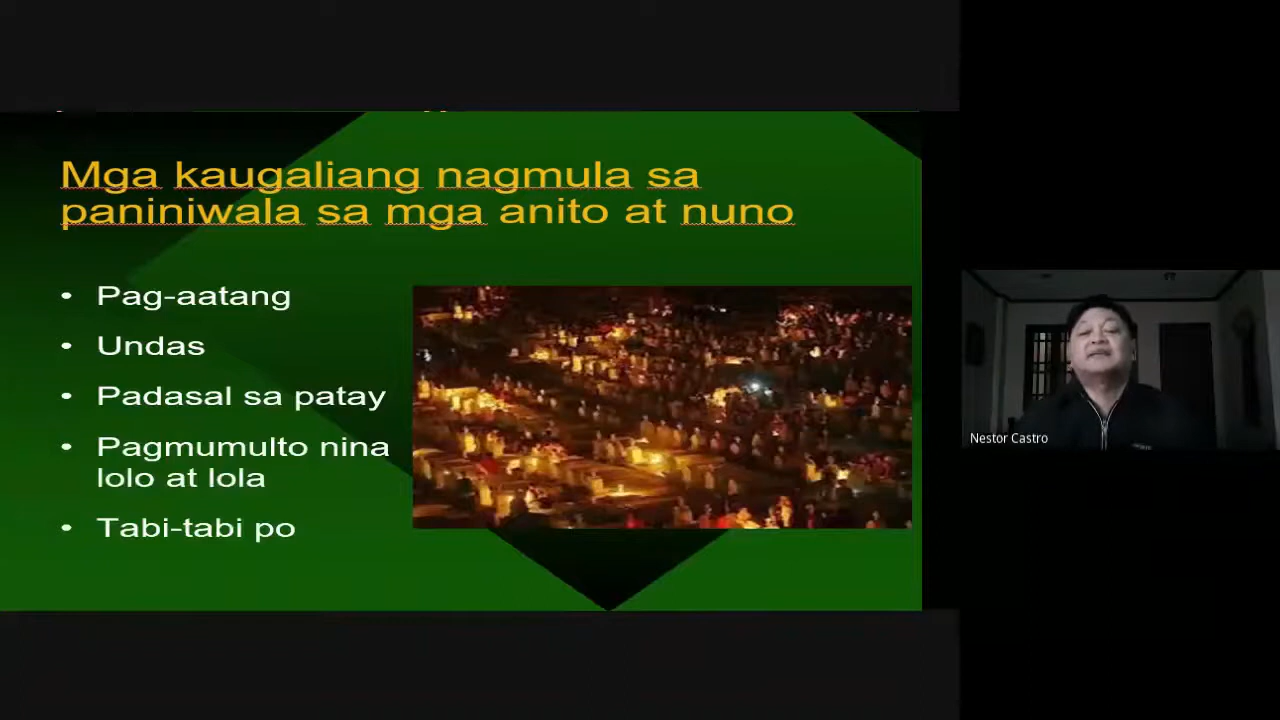 Mga kaugaliang nagmula sa
paniniwala sa mga anito at nuno
• Pag-aatang
• Undas
• Padasal sa patay
• Pagmumulto nina
lolo at lola
• Tabi-tabi po
Nestor Castro